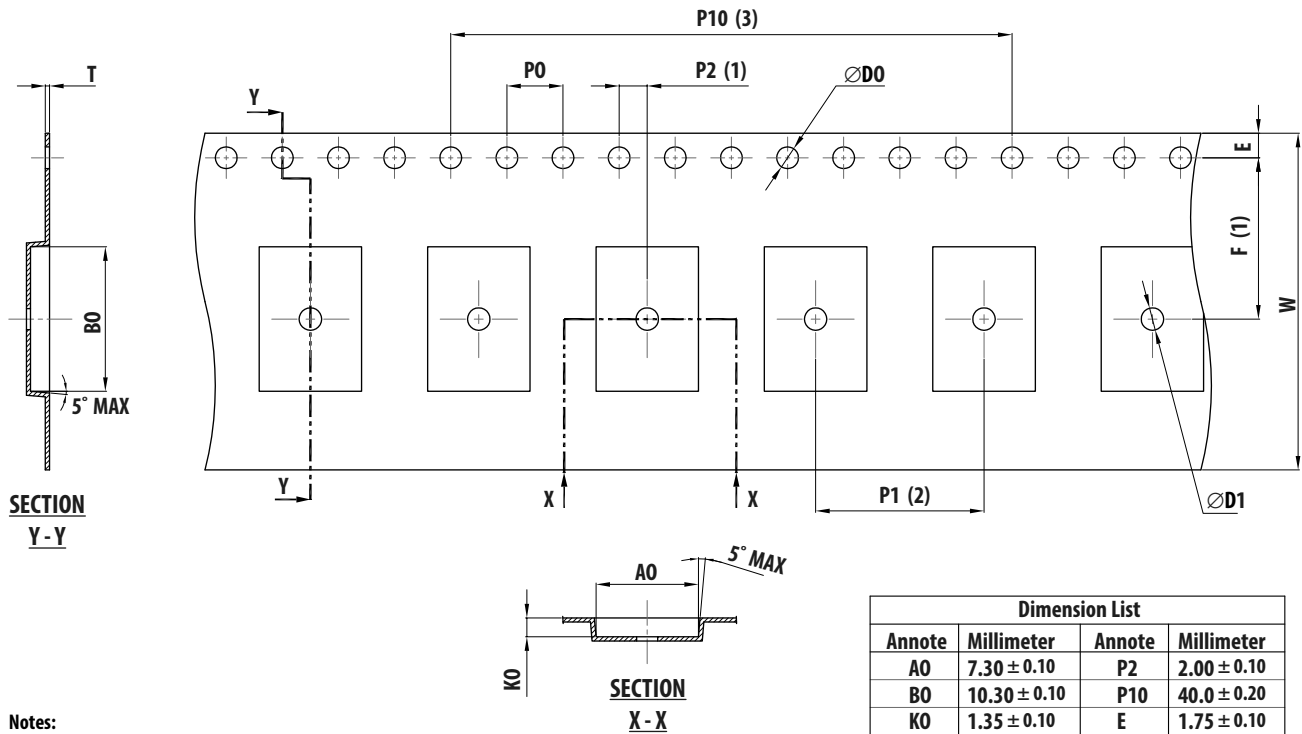 P10 (3)
T
P0
P2 (1)
∅D0
Y
E
F (1)
W
B0
5° MAX
Y
X
X
P1 (2)
∅D1
SECTION
Y - Y
A0
5° MAX
K0
SECTION
X - X
Dimension List
Annote Millimeter Annote Millimeter
A0 7.30 ± 0.10 P2 2.00 ± 0.10
B0 10.30 ± 0.10 P10 40.0 ± 0.20
K0 1.35 ± 0.10 E 1.75 ± 0.10
Notes: